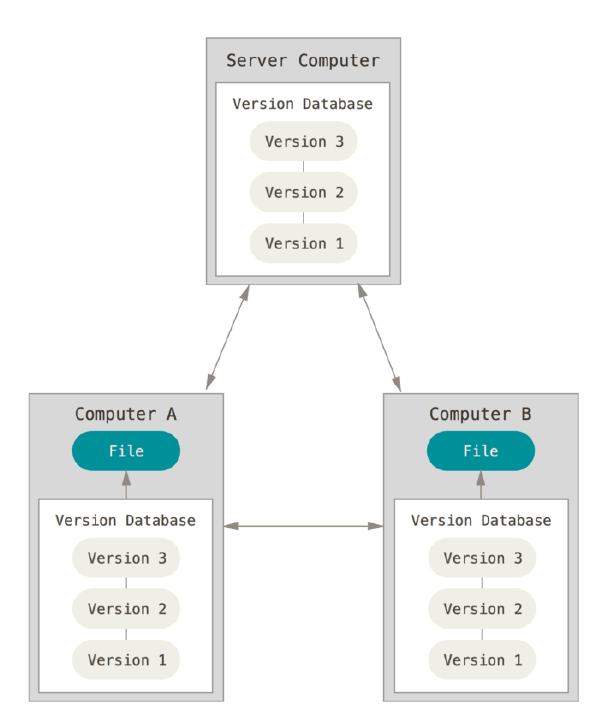 Server Computer
Version Database
Version 3
Version 2
Version 1
Computer A
File
Version Database
Version 3
Version 2
Version 1
Computer B
File
Version Database
Version 3
Version 2
Version 1